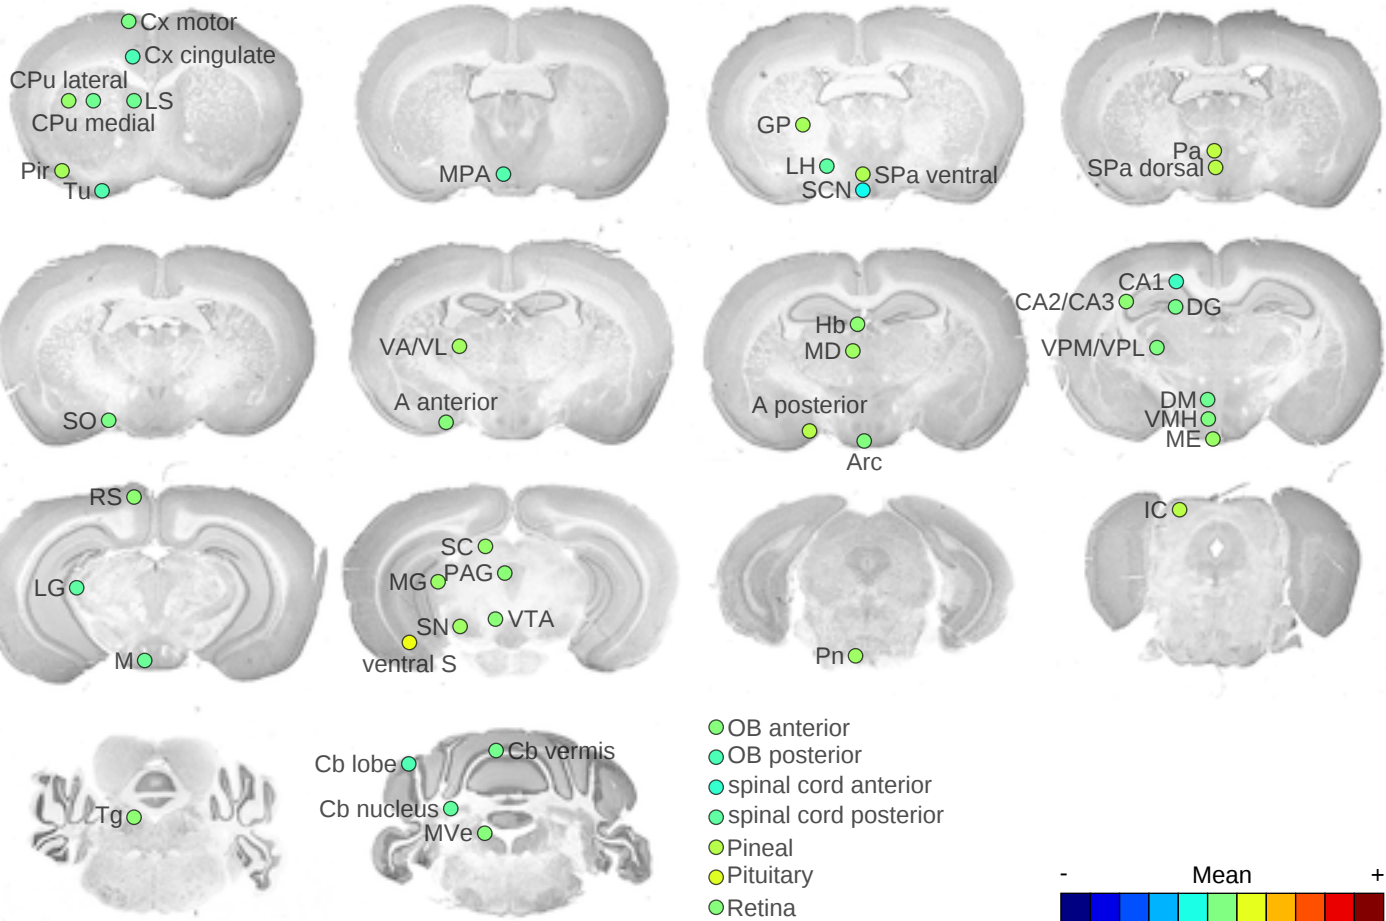 Cx motor
Cx cingulate
CPu lateral
LS
CPu medial
Pir
Tu
MPA
GP
LH
SPa ventral
SCN
Pa
SPa dorsal
SO
VA/VL
A anterior
Hb
MD
A posterior
Arc
CA1
CA2/CA3
DG
VPM/VPL
DM
VMH
ME
RS
LG
M
SC
PAG
MG
SN
VTA
ventral S
Pn
IC
Tg
Cb vermis
Cb lobe
Cb nucleus
MVe
OB anterior
OB posterior
spinal cord anterior
spinal cord posterior
Pineal
Pituitary
Retina
- Mean +